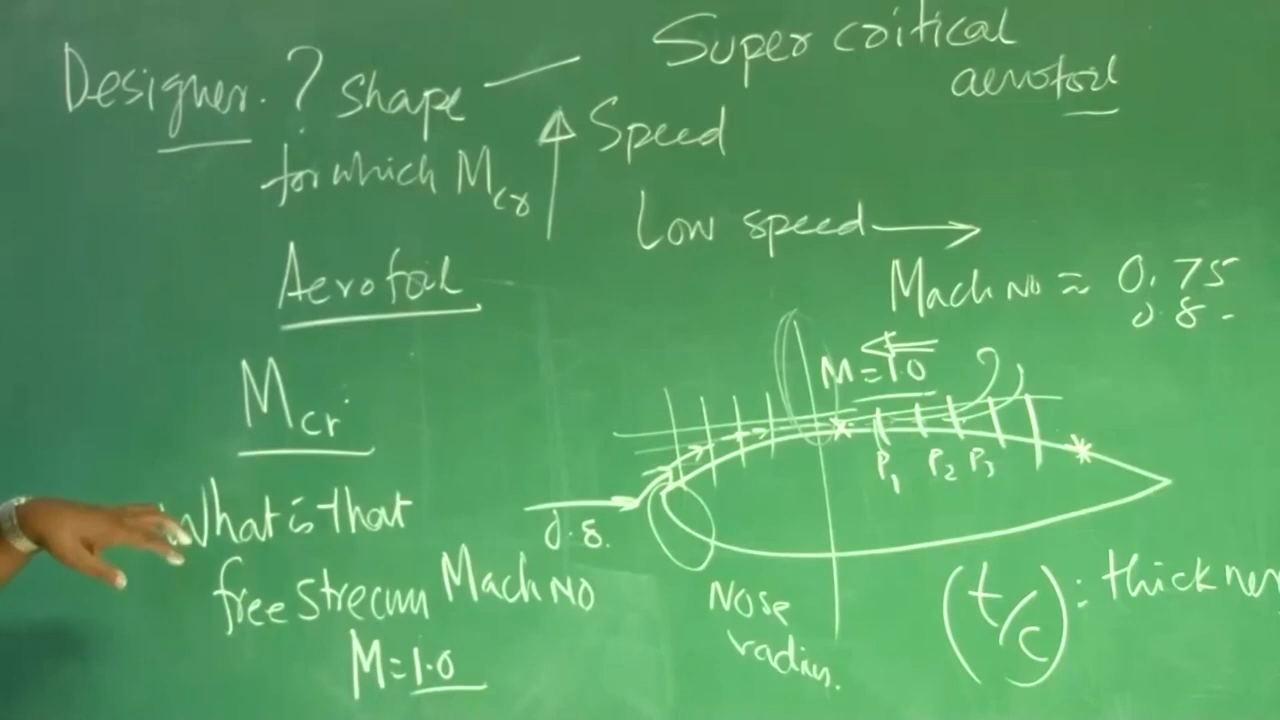 Designer. ? shape — Super critical
aerofoil
for which Mcr ↑ Speed
Low speed →
Aerofoil
Mach No ≈ 0.75
0.8.
Mcr
M=1.0
P1 P2 P3
What is that
0.8.
free stream Mach No
M=1.0
Nose
radius.
(t/c): thicknes